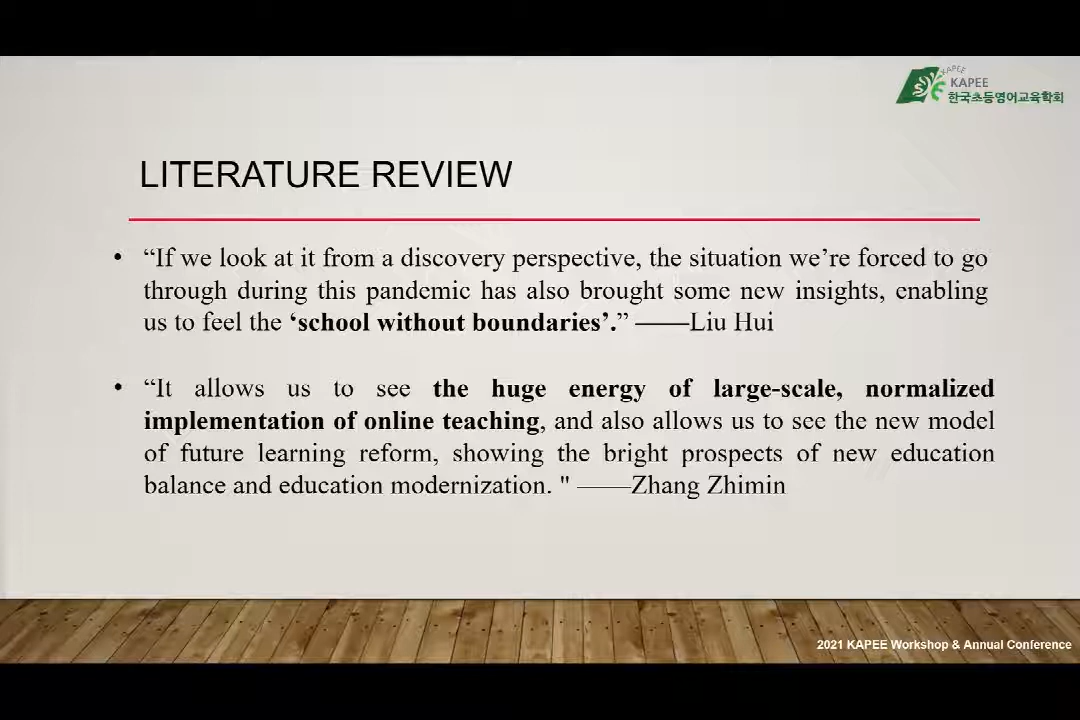 KAPEE
KAPEE
한국초등영어교육학회
LITERATURE REVIEW
• “If we look at it from a discovery perspective, the situation we’re forced to go
through during this pandemic has also brought some new insights, enabling
us to feel the ‘school without boundaries’.” ——Liu Hui
• “It allows us to see the huge energy of large-scale, normalized
implementation of online teaching, and also allows us to see the new model
of future learning reform, showing the bright prospects of new education
balance and education modernization. " ——Zhang Zhimin
2021 KAPEE Workshop & Annual Conference